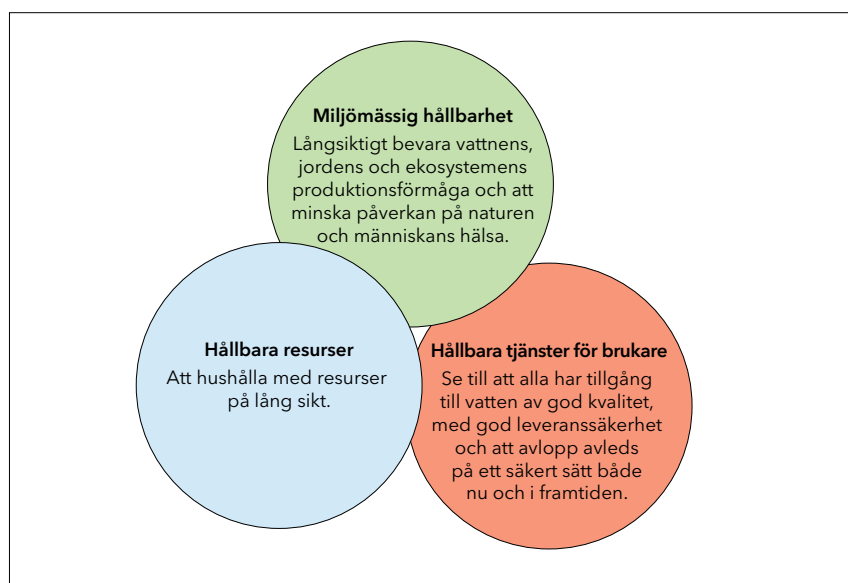 Miljömässig hållbarhet
Långsiktigt bevara vattnens,
jordens och ekosystemens
produktionsförmåga och att
minska påverkan på naturen
och människans hälsa.
Hållbara resurser
Att hushålla med resurser
på lång sikt.
Hållbara tjänster för brukare
Se till att alla har tillgång
till vatten av god kvalitet,
med god leveranssäkerhet
och att avlopp avleds
på ett säkert sätt både
nu och i framtiden.